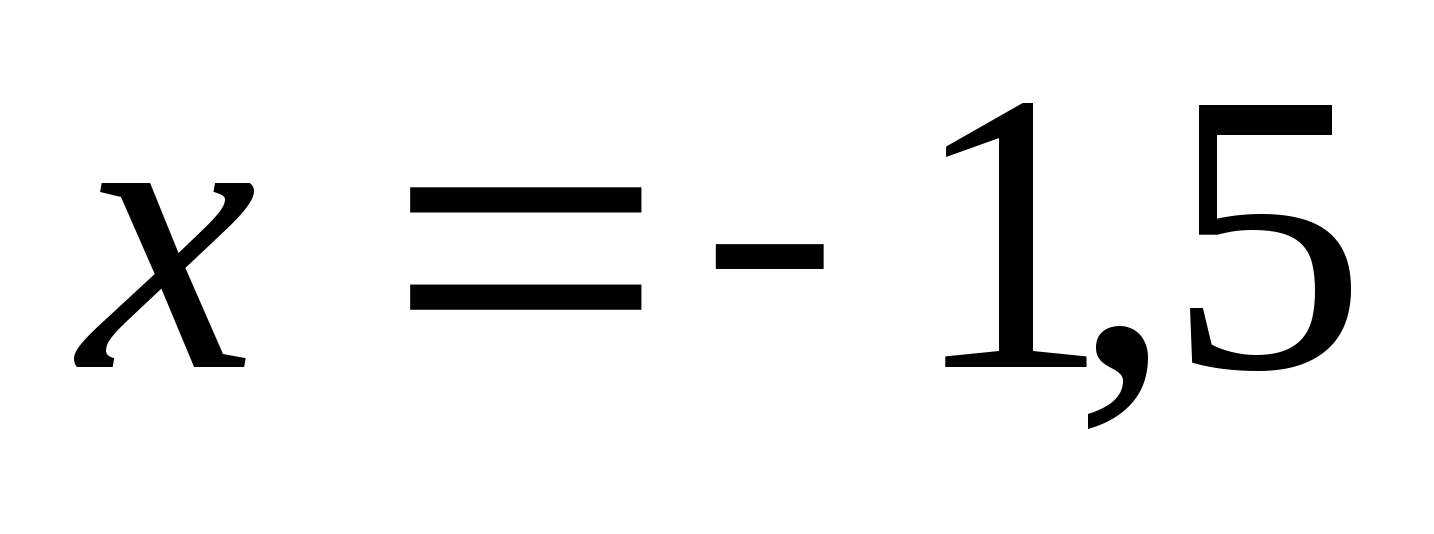 x = - 1,5